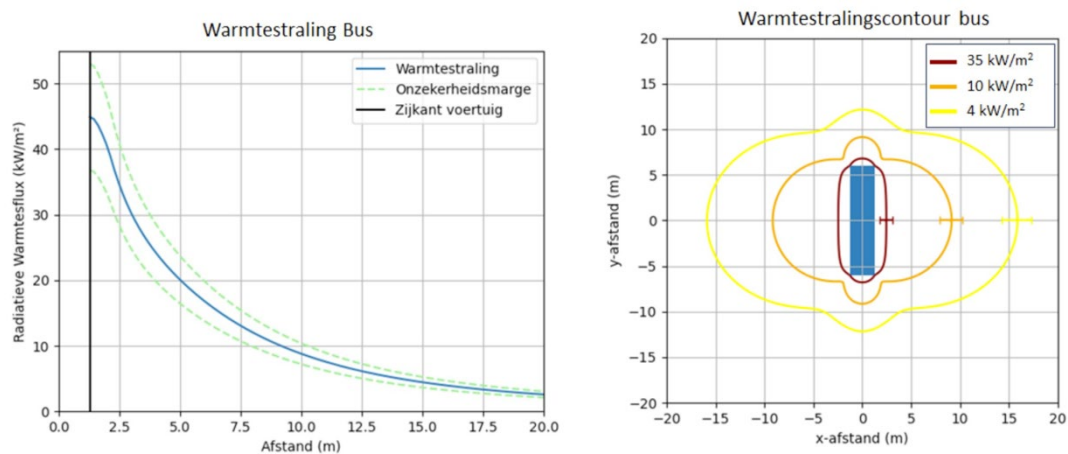 Warmtestraling Bus
Radiatieve Warmtesflux (kW/m²)
50
40
30
20
10
0
Warmtestraling
Onzekerheidsmarge
Zijkant voertuig
0.0 2.5 5.0 7.5 10.0 12.5 15.0 17.5 20.0
Afstand (m)
Warmtestralingscontour bus
y-afstand (m)
20
15
10
5
0
−5
−10
−15
−20
35 kW/m²
10 kW/m²
4 kW/m²
−20 −15 −10 −5 0 5 10 15 20
x-afstand (m)